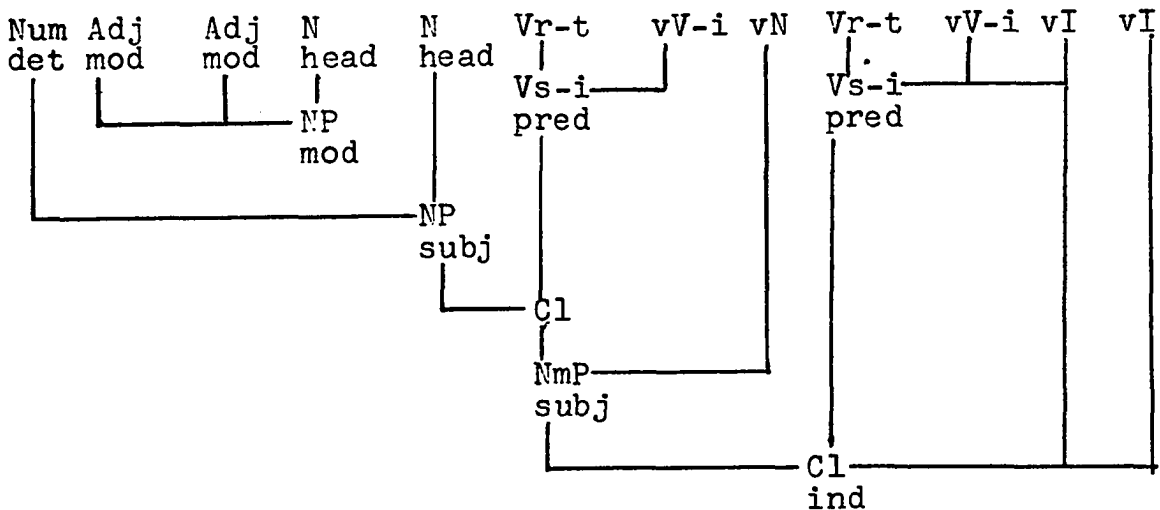 Num Adj Adj N N Vr-t vV-i vN Vr-t vV-i vI vI
det mod mod head head
Vs-i Vs-i
pred pred
NP
mod
NP
subj
Cl
NmP
subj
Cl
ind